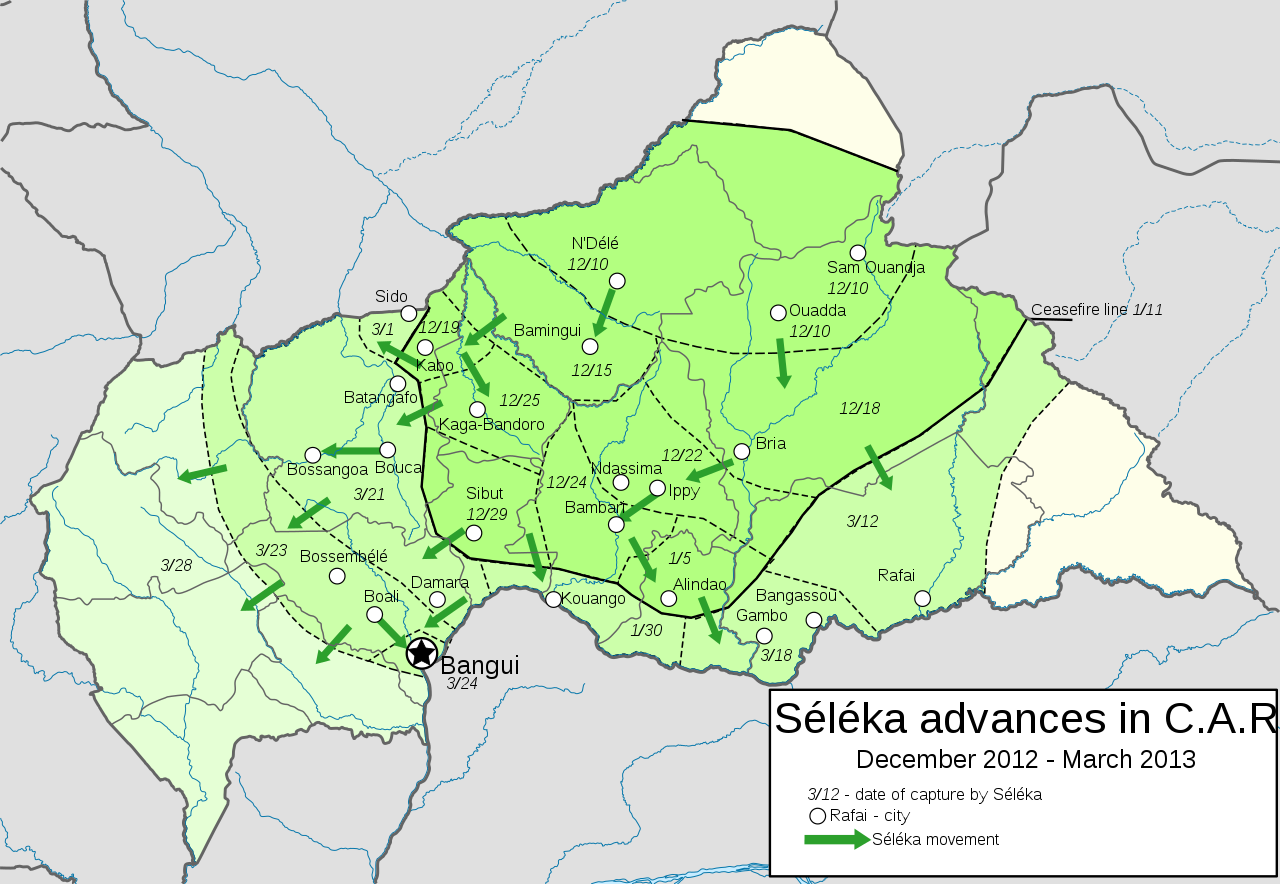 N'Délé
12/10
Sam Ouandja
12/10
Sido
3/1
12/19
Bamingui
Ouadda
12/10
Ceasefire line 1/11
Kabo
12/15
Batangafo
12/25
Kaga-Bandoro
12/18
Bria
Bossangoa
Bouca
12/22
Ndassima
12/24
Ippy
3/21
Sibut
12/29
Bambari
3/12
3/23
Bossembélé
3/28
1/5
Rafai
Damara
Alindao
Boali
Kouango
Bangassou
Gambo
1/30
3/18
Bangui
3/24
Séléka advances in C.A.R
December 2012 - March 2013
3/12 - date of capture by Séléka
Rafai - city
Séléka movement